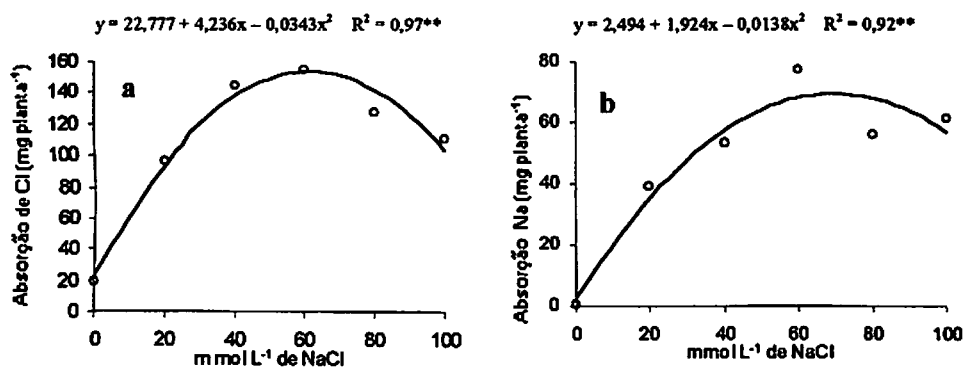 y = 22,777 + 4,236x – 0,0343x² R² = 0,97**
a
Absorção de Cl (mg planta⁻¹)
160
140
120
100
80
60
40
20
0
0 20 40 60 80 100
mmol L⁻¹ de NaCl
y = 2,494 + 1,924x – 0,0138x² R² = 0,92**
b
Absorção Na (mg planta⁻¹)
80
60
40
20
0
0 20 40 60 80 100
mmol L⁻¹ de NaCl